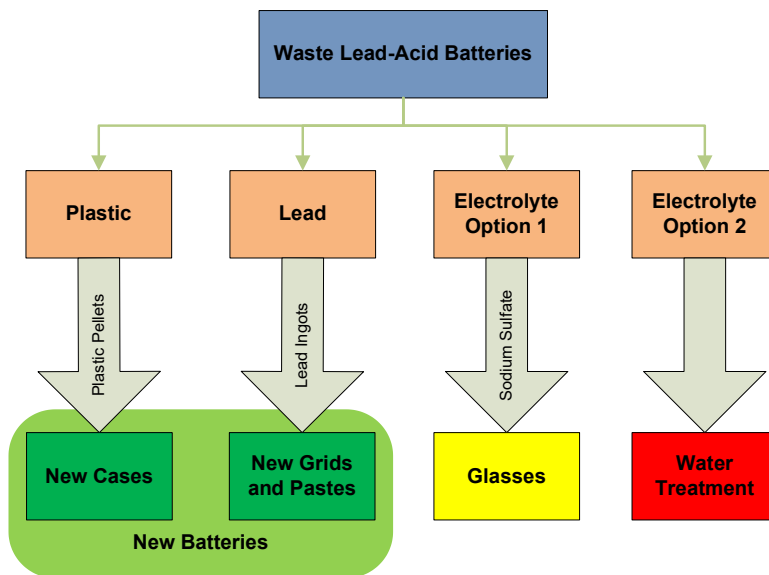 Waste Lead-Acid Batteries
Plastic
Lead
Electrolyte
Option 1
Electrolyte
Option 2
Plastic Pellets
Lead Ingots
Sodium Sulfate
New Cases
New Grids
and Pastes
Glasses
Water
Treatment
New Batteries